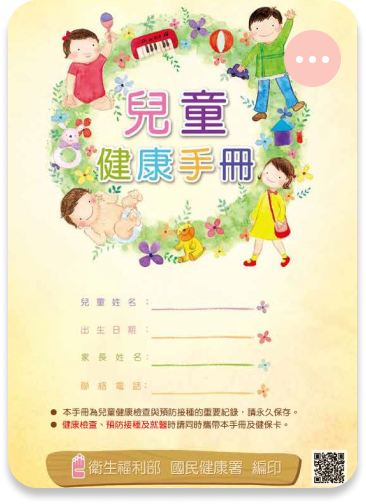 兒童
健康手冊
兒童姓名：
出生日期：
家長姓名：
聯絡電話：
● 本手冊為兒童健康檢查與預防接種的重要紀錄，請永久保存。
● 健康檢查、預防接種及就醫時請同時攜帶本手冊及健保卡。
衛生福利部 國民健康署 編印